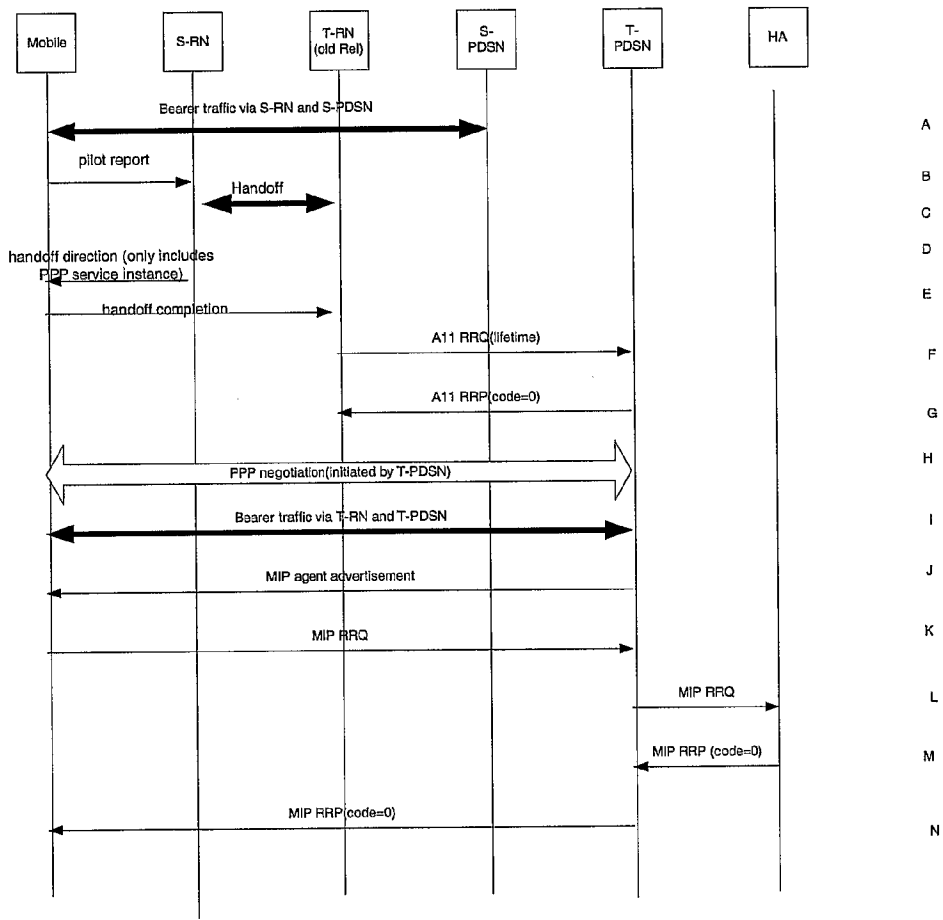 Mobile
S-RN
T-RN
(old Rel)
S-
PDSN
T-
PDSN
HA
Bearer traffic via S-RN and S-PDSN
A
pilot report
B
Handoff
C
handoff direction (only includes
PPP service instance)
D
handoff completion
E
A11 RRQ(lifetime)
F
A11 RRP(code=0)
G
PPP negotiation(initiated by T-PDSN)
H
Bearer traffic via T-RN and T-PDSN
I
MIP agent advertisement
J
MIP RRQ
K
MIP RRQ
L
MIP RRP (code=0)
M
MIP RRP(code=0)
N